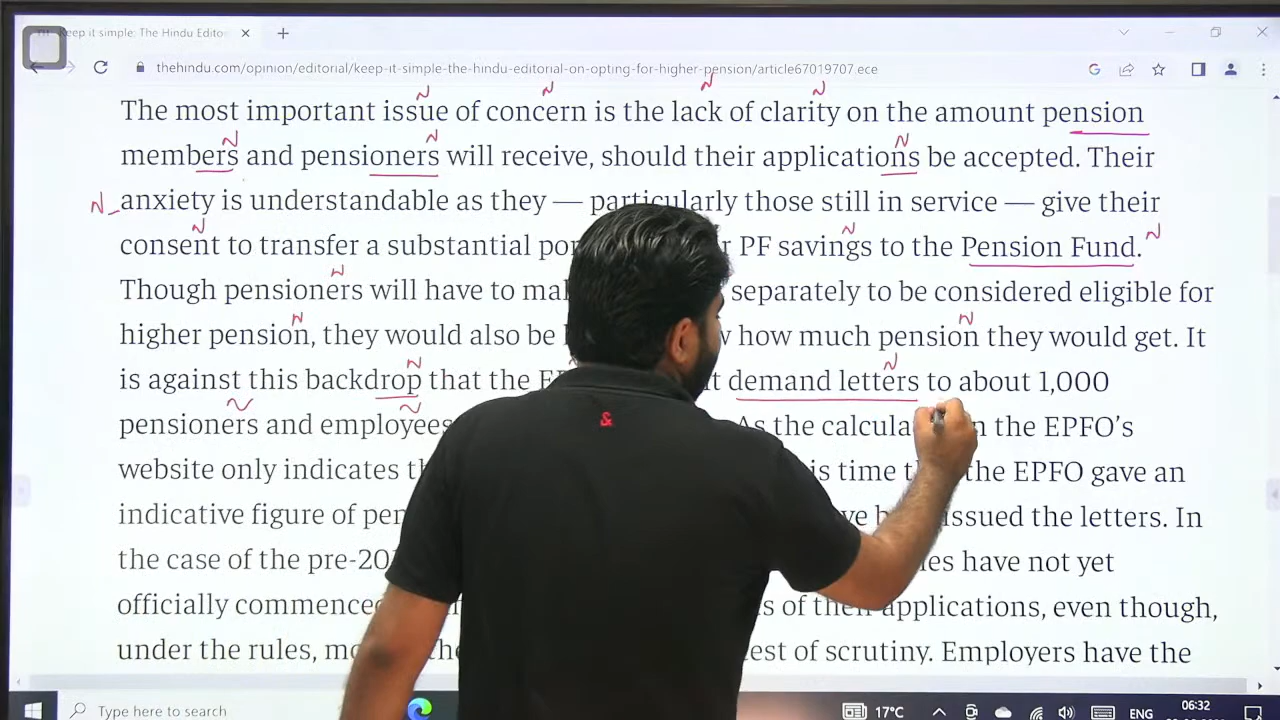 Keep it simple: The Hindu Edito
thehindu.com/opinion/editorial/keep-it-simple-the-hindu-editorial-on-opting-for-higher-pension/article67019707.ece
N N N N
The most important issue of concern is the lack of clarity on the amount pension
N N N
members and pensioners will receive, should their applications be accepted. Their
N anxiety is understandable as they — particularly those still in service — give their
N N N
consent to transfer a substantial PF savings to the Pension Fund.
N
Though pensioners will have to separately to be considered eligible for
N N
higher pension, they would also be how much pension they would get. It
N N
is against this backdrop that the demand letters to about 1,000
pensioners and employees As the the EPFO's
website only indicates time the EPFO gave an
indicative figure of issued the letters. In
the case of the have not yet
officially of their applications, even though,
under the rules, of scrutiny. Employers have the
&
Type here to search 17°C ENG 06:32